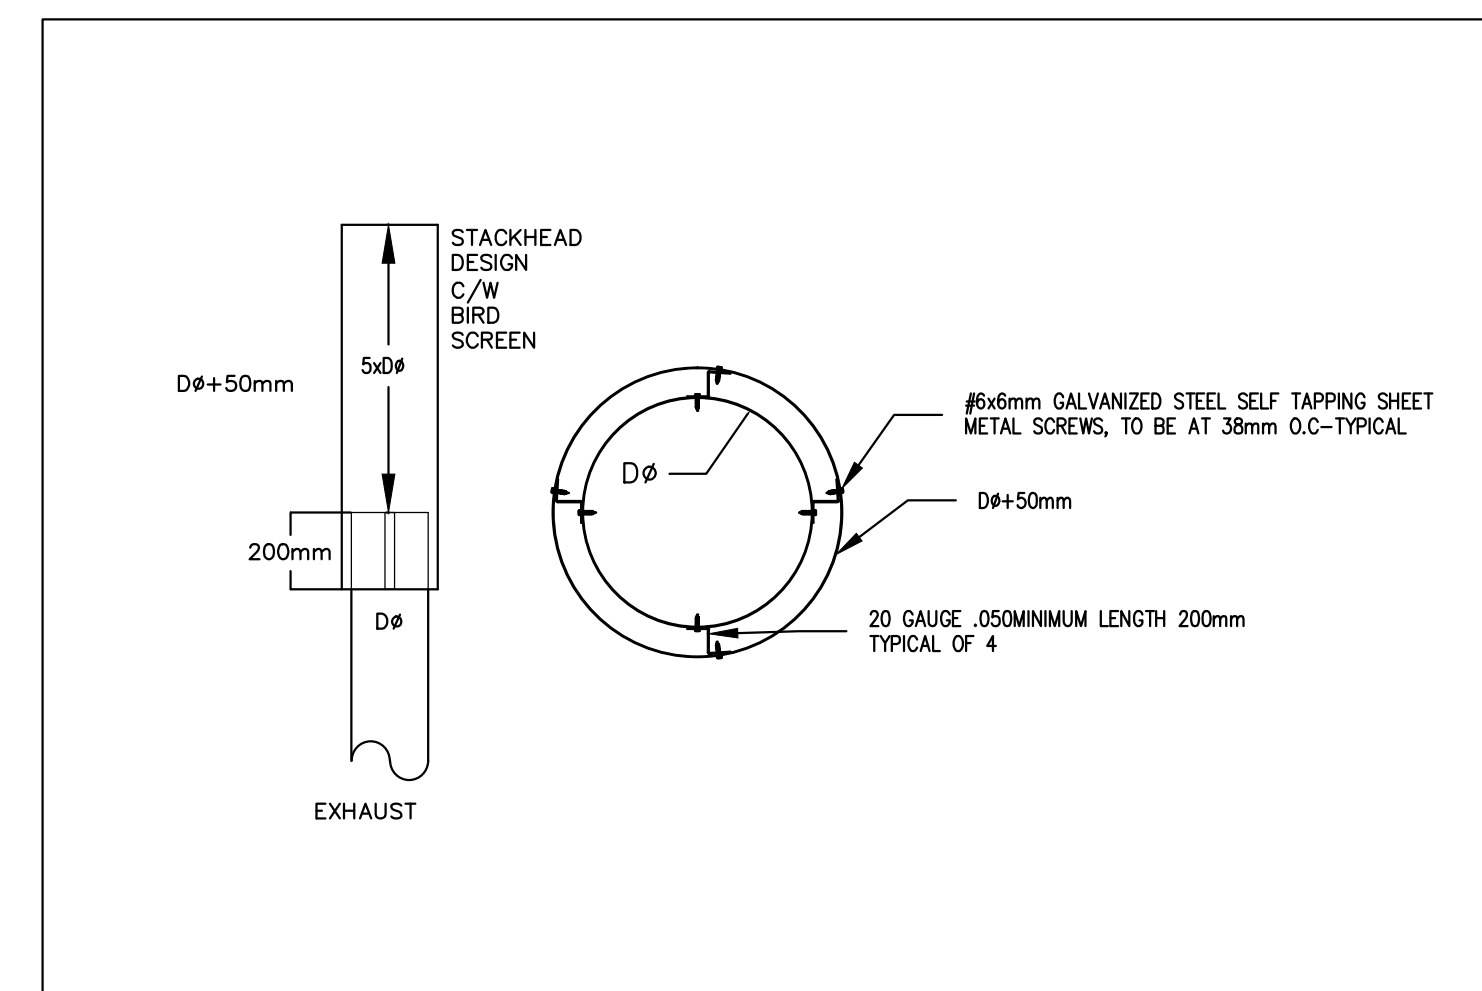 STACKHEAD
DESIGN
C/W
BIRD
SCREEN
5xDø
Dø+50mm
200mm
Dø
EXHAUST
Dø
#6x6mm GALVANIZED STEEL SELF TAPPING SHEET
METAL SCREWS, TO BE AT 38mm O.C-TYPICAL
Dø+50mm
20 GAUGE .050MINIMUM LENGTH 200mm
TYPICAL OF 4